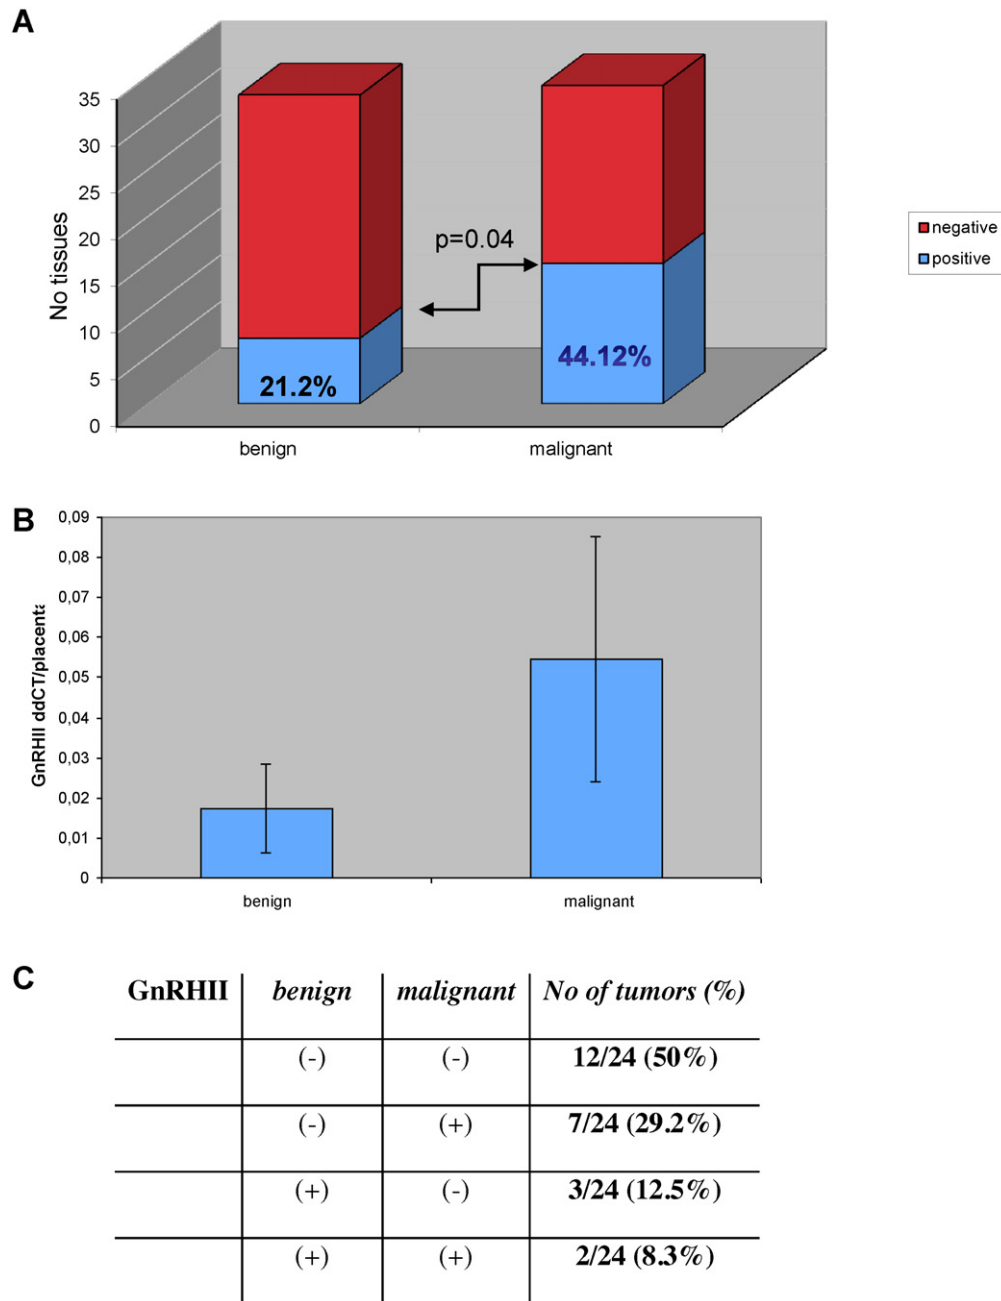 A
35
30
25
20
15
10
5
0
No tissues
p=0.04
21.2%
44.12%
benign
malignant
negative
positive
B
0,09
0,08
0,07
0,06
0,05
0,04
0,03
0,02
0,01
0
GnRHII ddCT/placent
benign
malignant
C
GnRHII benign malignant No of tumors (%)
(-) (-) 12/24 (50%)
(-) (+) 7/24 (29.2%)
(+) (-) 3/24 (12.5%)
(+) (+) 2/24 (8.3%)